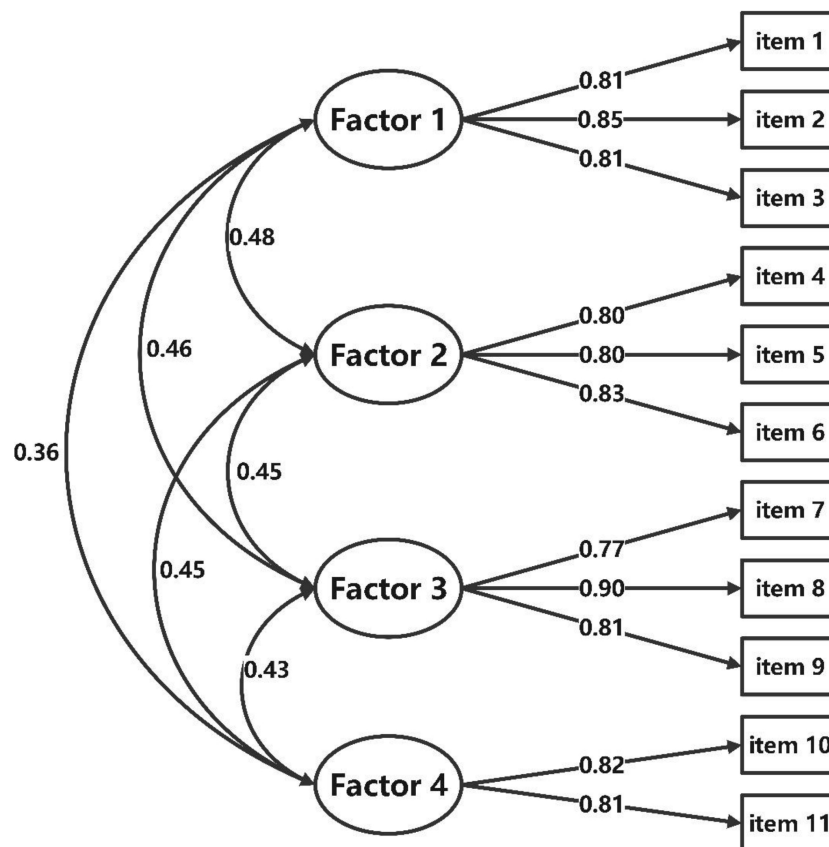 item 1
0.81
Factor 1
0.85
item 2
0.81
item 3
0.48
item 4
0.80
0.46
Factor 2
0.80
item 5
0.83
item 6
0.36
0.45
item 7
0.77
0.45
Factor 3
0.90
item 8
0.81
item 9
0.43
item 10
0.82
Factor 4
0.81
item 11